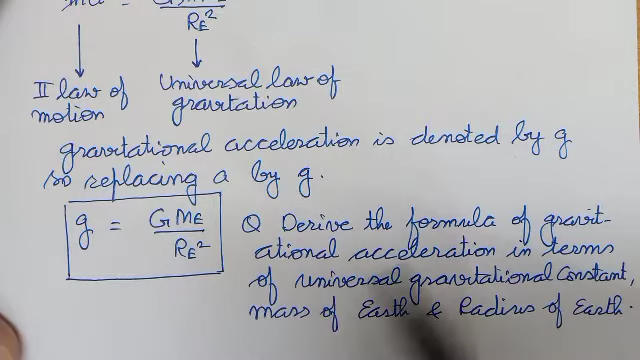 ma = GMEm
RE²
II law of Universal law of
motion gravitation
gravitational acceleration is denoted by g
so replacing a by g.
g = GME
RE²
Q Derive the formula of gravit-
ational acceleration in terms
of universal gravitational Constant,
mass of Earth & Radius of Earth.